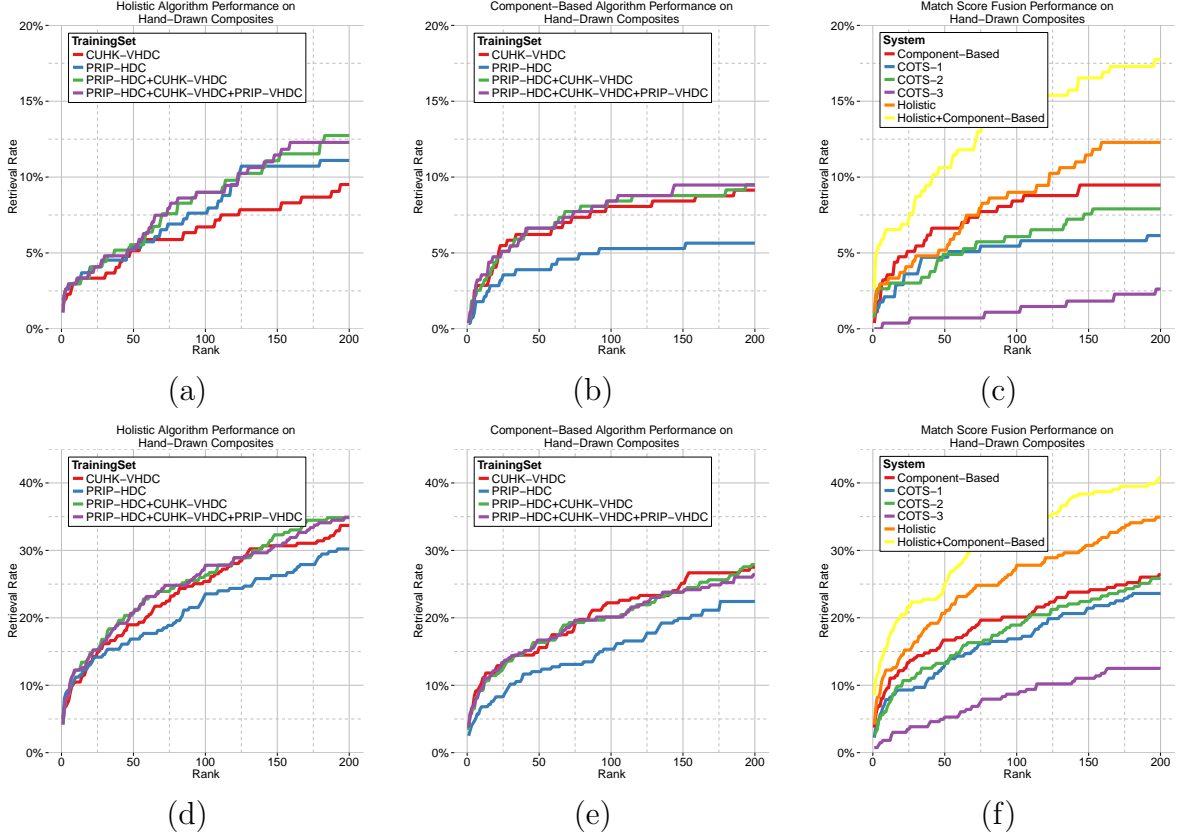 Holistic Algorithm Performance on
Hand−Drawn Composites
20%
15%
10%
5%
0%
Retrieval Rate
TrainingSet
CUHK−VHDC
PRIP−HDC
PRIP−HDC+CUHK−VHDC
PRIP−HDC+CUHK−VHDC+PRIP−VHDC
0 50 100 150 200
Rank
(a)
Component−Based Algorithm Performance on
Hand−Drawn Composites
20%
15%
10%
5%
0%
Retrieval Rate
TrainingSet
CUHK−VHDC
PRIP−HDC
PRIP−HDC+CUHK−VHDC
PRIP−HDC+CUHK−VHDC+PRIP−VHDC
0 50 100 150 200
Rank
(b)
Match Score Fusion Performance on
Hand−Drawn Composites
20%
15%
10%
5%
0%
Retrieval Rate
System
Component−Based
COTS−1
COTS−2
COTS−3
Holistic
Holistic+Component−Based
0 50 100 150 200
Rank
(c)
Holistic Algorithm Performance on
Hand−Drawn Composites
40%
30%
20%
10%
0%
Retrieval Rate
TrainingSet
CUHK−VHDC
PRIP−HDC
PRIP−HDC+CUHK−VHDC
PRIP−HDC+CUHK−VHDC+PRIP−VHDC
0 50 100 150 200
Rank
(d)
Component−Based Algorithm Performance on
Hand−Drawn Composites
40%
30%
20%
10%
0%
Retrieval Rate
TrainingSet
CUHK−VHDC
PRIP−HDC
PRIP−HDC+CUHK−VHDC
PRIP−HDC+CUHK−VHDC+PRIP−VHDC
0 50 100 150 200
Rank
(e)
Match Score Fusion Performance on
Hand−Drawn Composites
40%
30%
20%
10%
0%
Retrieval Rate
System
Component−Based
COTS−1
COTS−2
COTS−3
Holistic
Holistic+Component−Based
0 50 100 150 200
Rank
(f)